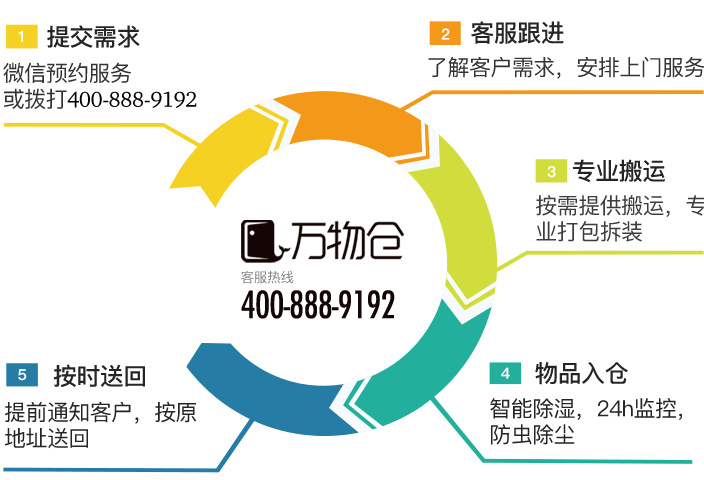 1 提交需求
微信预约服务
或拨打400-888-9192
2 客服跟进
了解客户需求，安排上门服务
3 专业搬运
按需提供搬运，专
业打包拆装
万物仓
客服热线
400-888-9192
4 物品入仓
智能除湿，24h监控，
防虫除尘
5 按时送回
提前通知客户，按原
地址送回